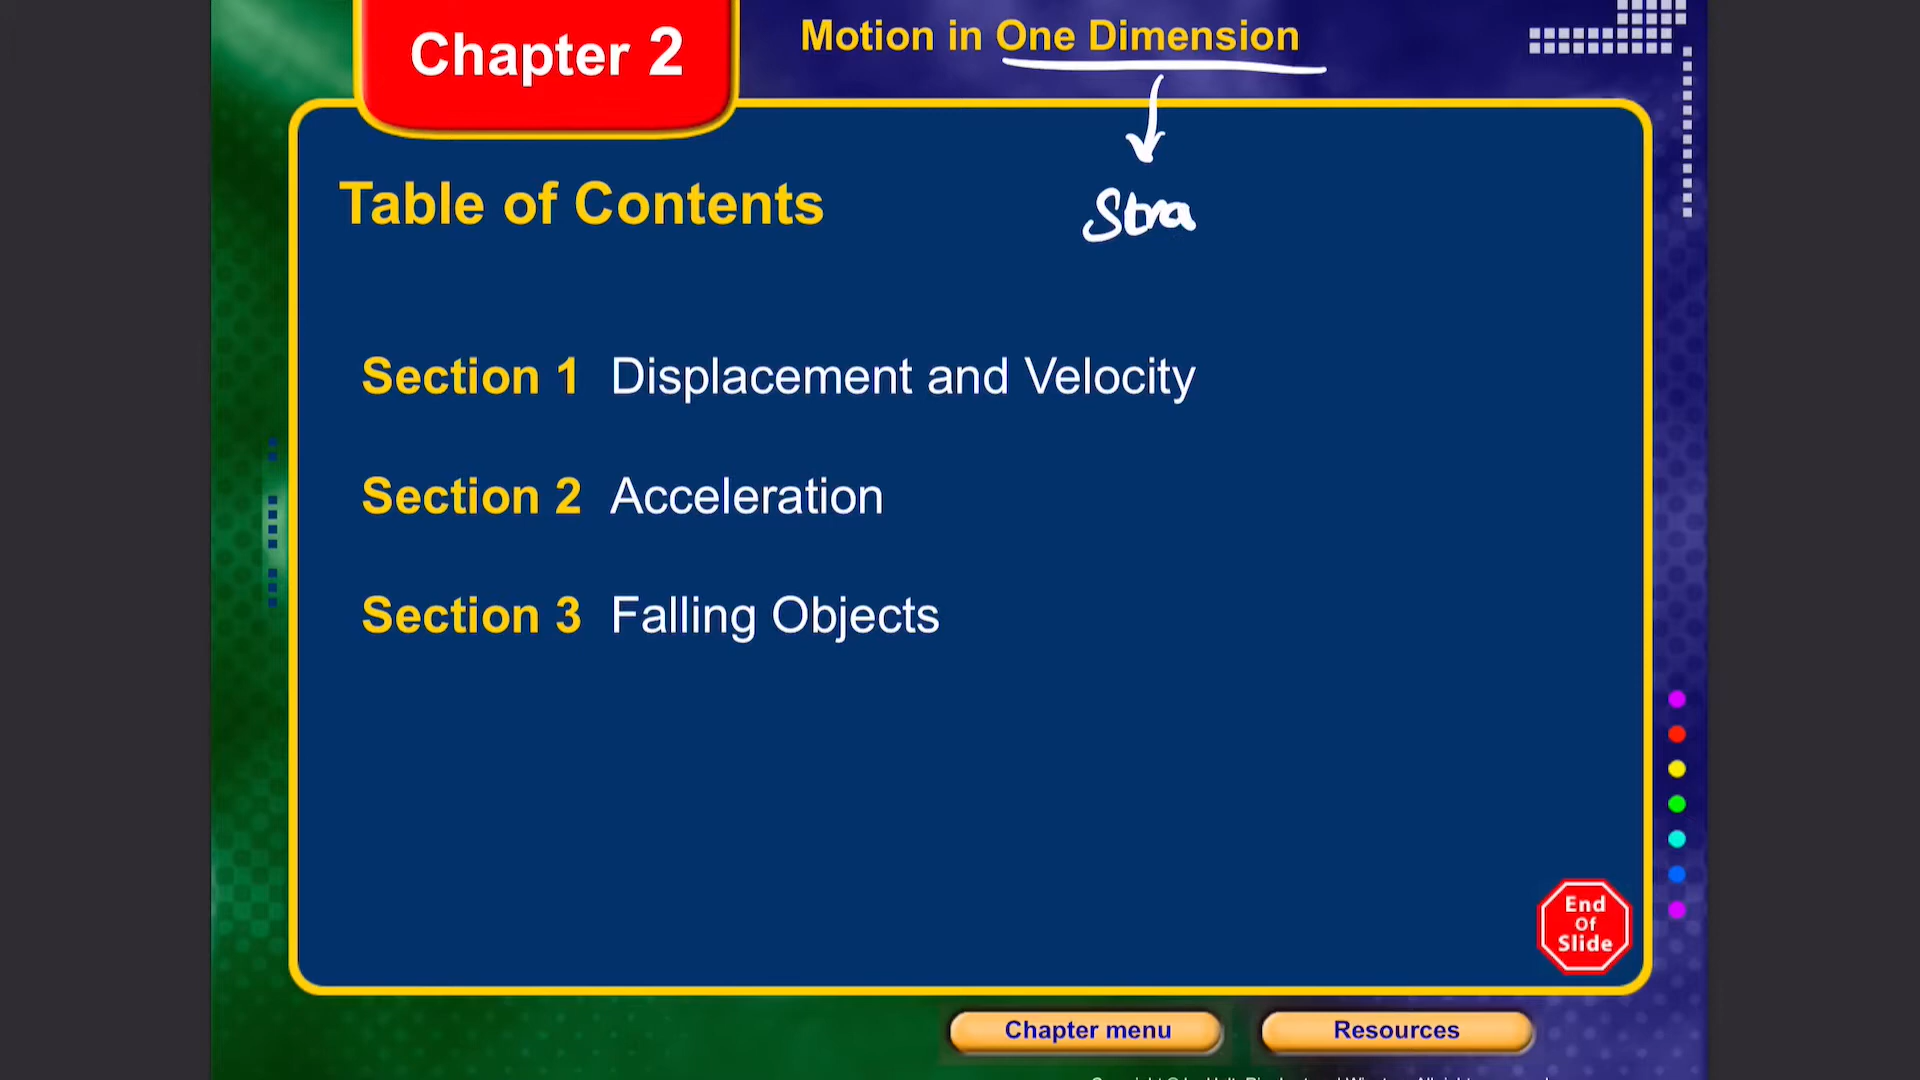 Chapter 2
Motion in One Dimension
Stra
Table of Contents
Section 1 Displacement and Velocity
Section 2 Acceleration
Section 3 Falling Objects
End
Of
Slide
Chapter menu
Resources